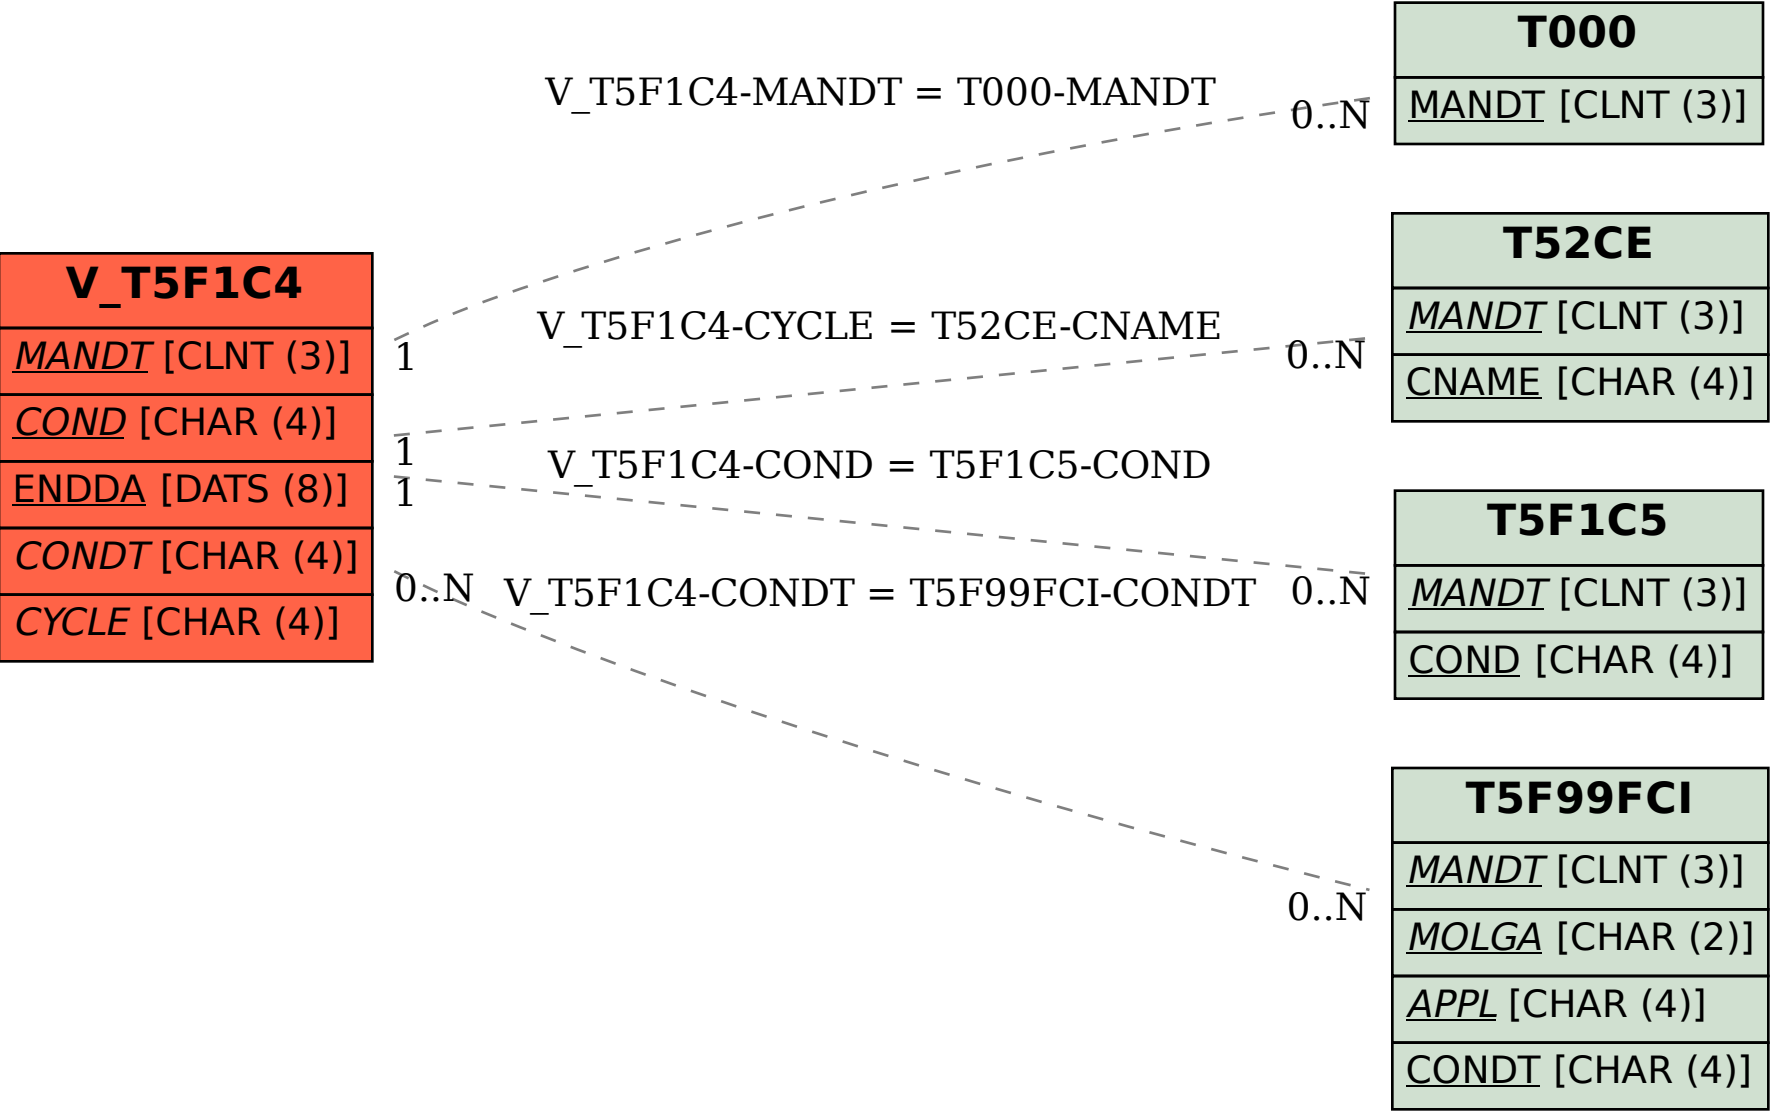 V_T5F1C4
MANDT [CLNT (3)]
COND [CHAR (4)]
ENDDA [DATS (8)]
CONDT [CHAR (4)]
CYCLE [CHAR (4)]
V_T5F1C4-MANDT = T000-MANDT
0..N
1
V_T5F1C4-CYCLE = T52CE-CNAME
0..N
1
V_T5F1C4-COND = T5F1C5-COND
1
0..N
V_T5F1C4-CONDT = T5F99FCI-CONDT
0..N
0..N
T000
MANDT [CLNT (3)]
T52CE
MANDT [CLNT (3)]
CNAME [CHAR (4)]
T5F1C5
MANDT [CLNT (3)]
COND [CHAR (4)]
T5F99FCI
MANDT [CLNT (3)]
MOLGA [CHAR (2)]
APPL [CHAR (4)]
CONDT [CHAR (4)]